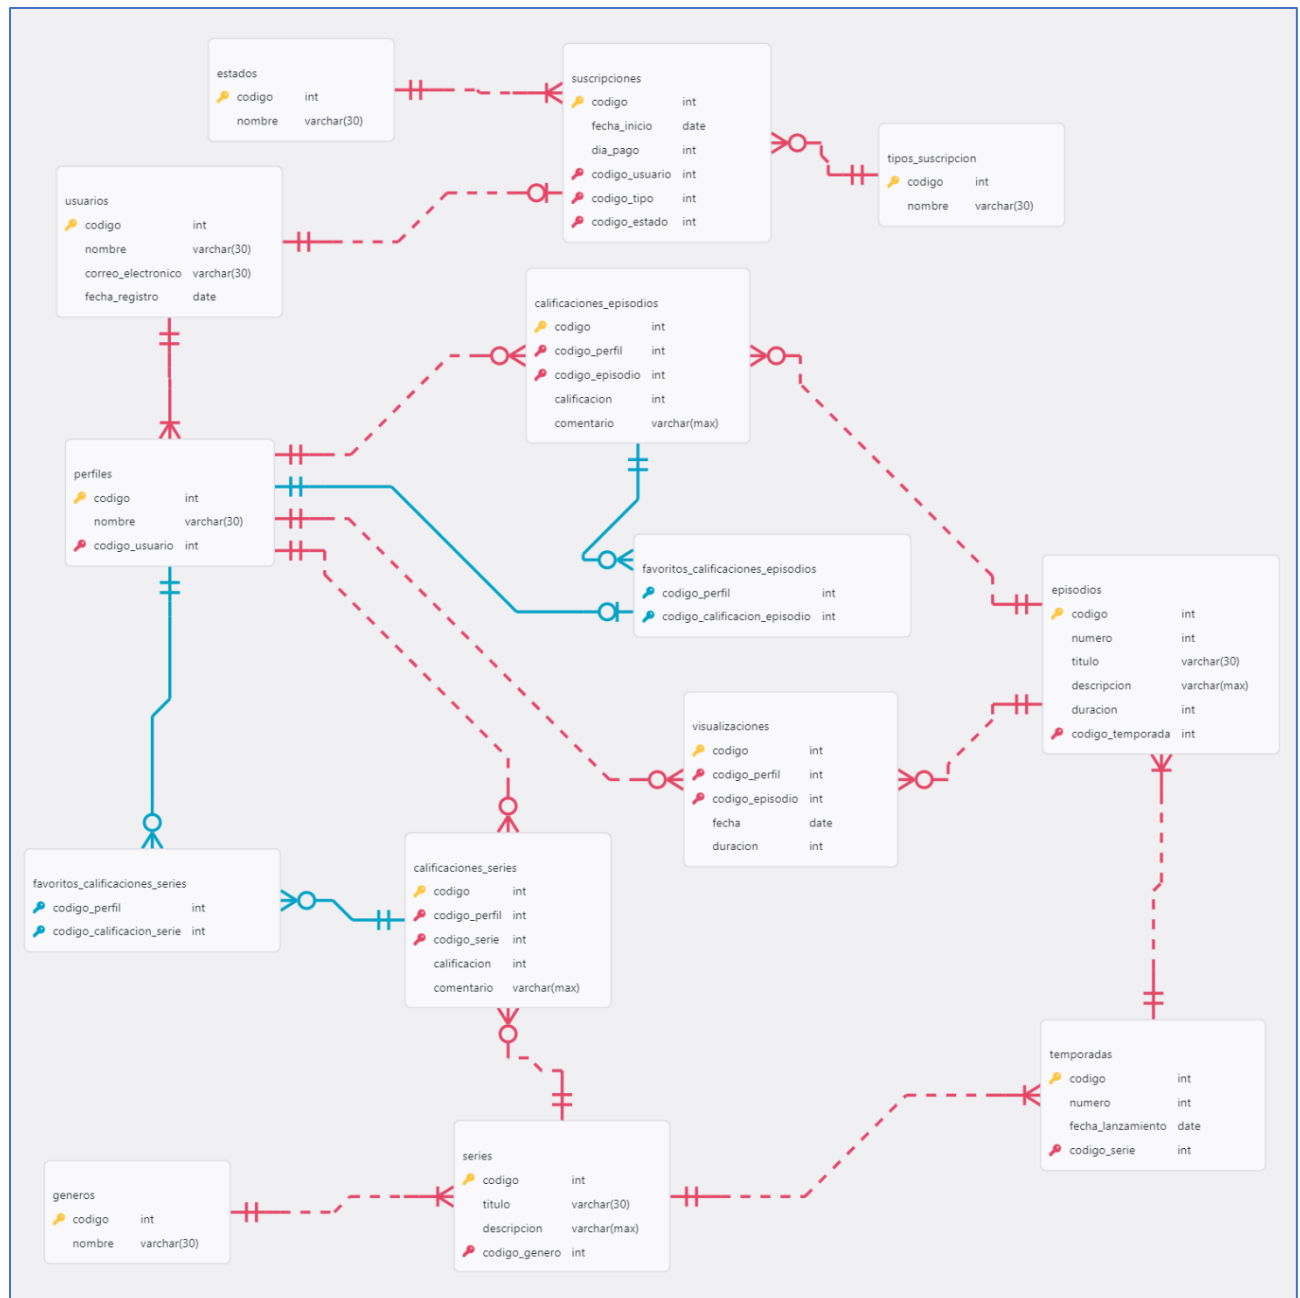 estados
codigo int
nombre varchar(30)
suscripciones
codigo int
fecha_inicio date
dia_pago int
codigo_usuario int
codigo_tipo int
codigo_estado int
tipos_suscripcion
codigo int
nombre varchar(30)
usuarios
codigo int
nombre varchar(30)
correo_electronico varchar(30)
fecha_registro date
calificaciones_episodios
codigo int
codigo_perfil int
codigo_episodio int
calificacion int
comentario varchar(max)
perfiles
codigo int
nombre varchar(30)
codigo_usuario int
favoritos_calificaciones_episodios
codigo_perfil int
codigo_calificacion_episodio int
episodios
codigo int
numero int
titulo varchar(30)
descripcion varchar(max)
duracion int
codigo_temporada int
visualizaciones
codigo int
codigo_perfil int
codigo_episodio int
fecha date
duracion int
favoritos_calificaciones_series
codigo_perfil int
codigo_calificacion_serie int
calificaciones_series
codigo int
codigo_perfil int
codigo_serie int
calificacion int
comentario varchar(max)
temporadas
codigo int
numero int
fecha_lanzamiento date
codigo_serie int
generos
codigo int
nombre varchar(30)
series
codigo int
titulo varchar(30)
descripcion varchar(max)
codigo_genero int